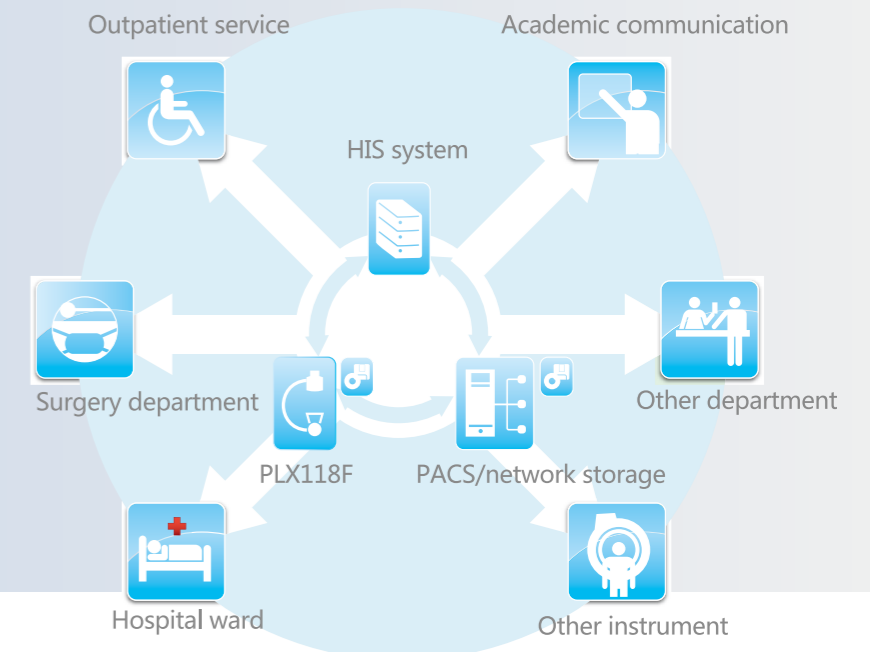 Outpatient service
Academic communication
HIS system
Surgery department
Other department
PLX118F
PACS/network storage
Hospital ward
Other instrument